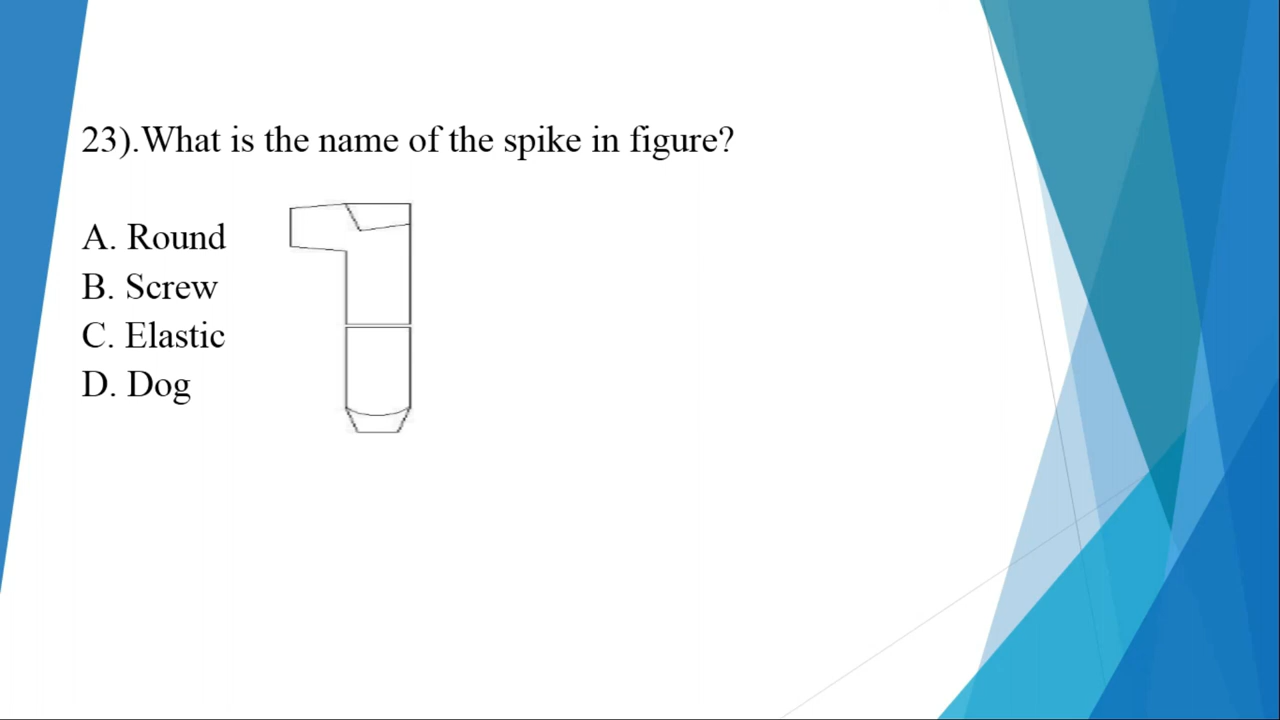 23).What is the name of the spike in figure?
A. Round
B. Screw
C. Elastic
D. Dog